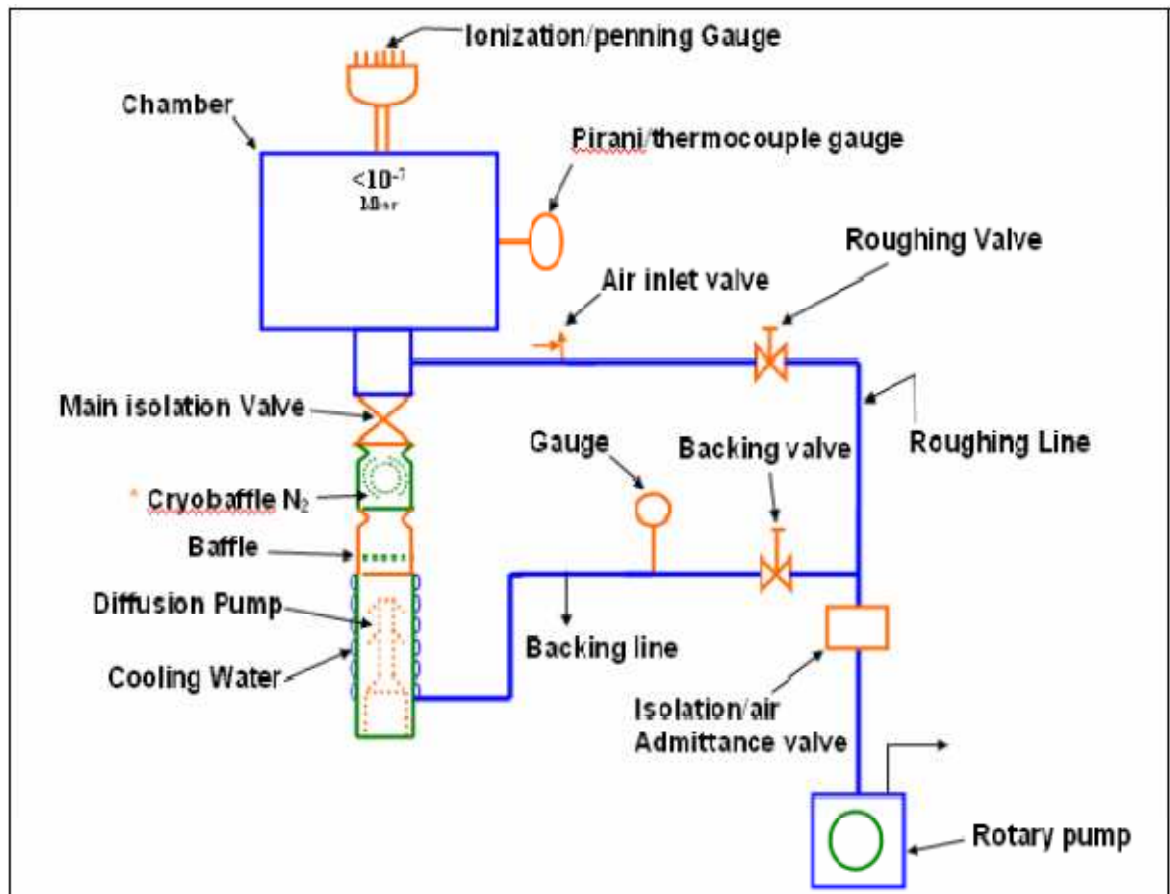 Ionization/penning Gauge
Chamber
Pirani/thermocouple gauge
<10⁻⁷
Roughing Valve
Air inlet valve
Main isolation Valve
Gauge
Backing valve
Roughing Line
* Cryobaffle N₂
Baffle
Diffusion Pump
Backing line
Cooling Water
Isolation/air
Admittance valve
Rotary pump